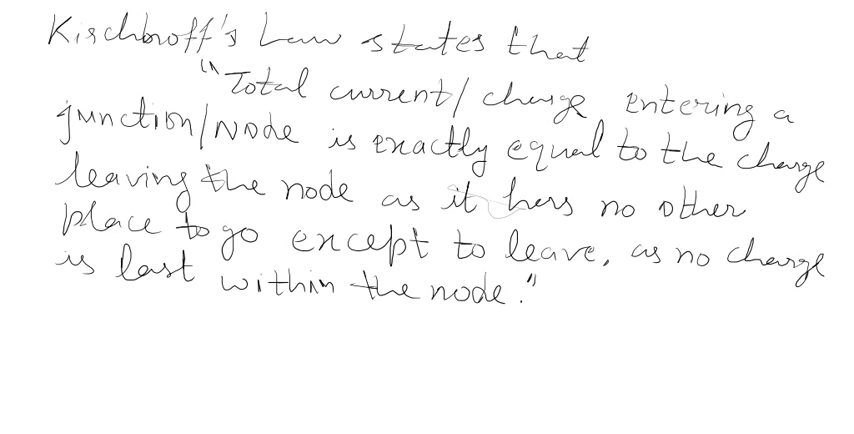 Kirchhoff's Law states that
"Total current/charge entering a
junction/Node is exactly equal to the charge
leaving the node as it has no other
place to go except to leave, as no charge
is lost within the node."